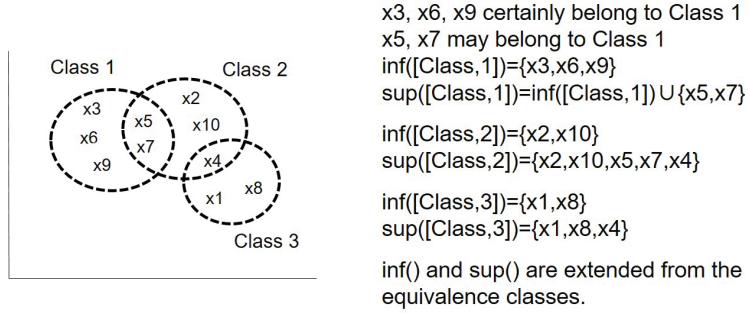 Class 1
Class 2
x3
x6
x9
x5
x7
x2
x10
x4
x1
x8
Class 3
x3, x6, x9 certainly belong to Class 1
x5, x7 may belong to Class 1
inf([Class,1])={x3,x6,x9}
sup([Class,1])=inf([Class,1])∪{x5,x7}
inf([Class,2])={x2,x10}
sup([Class,2])={x2,x10,x5,x7,x4}
inf([Class,3])={x1,x8}
sup([Class,3])={x1,x8,x4}
inf() and sup() are extended from the
equivalence classes.